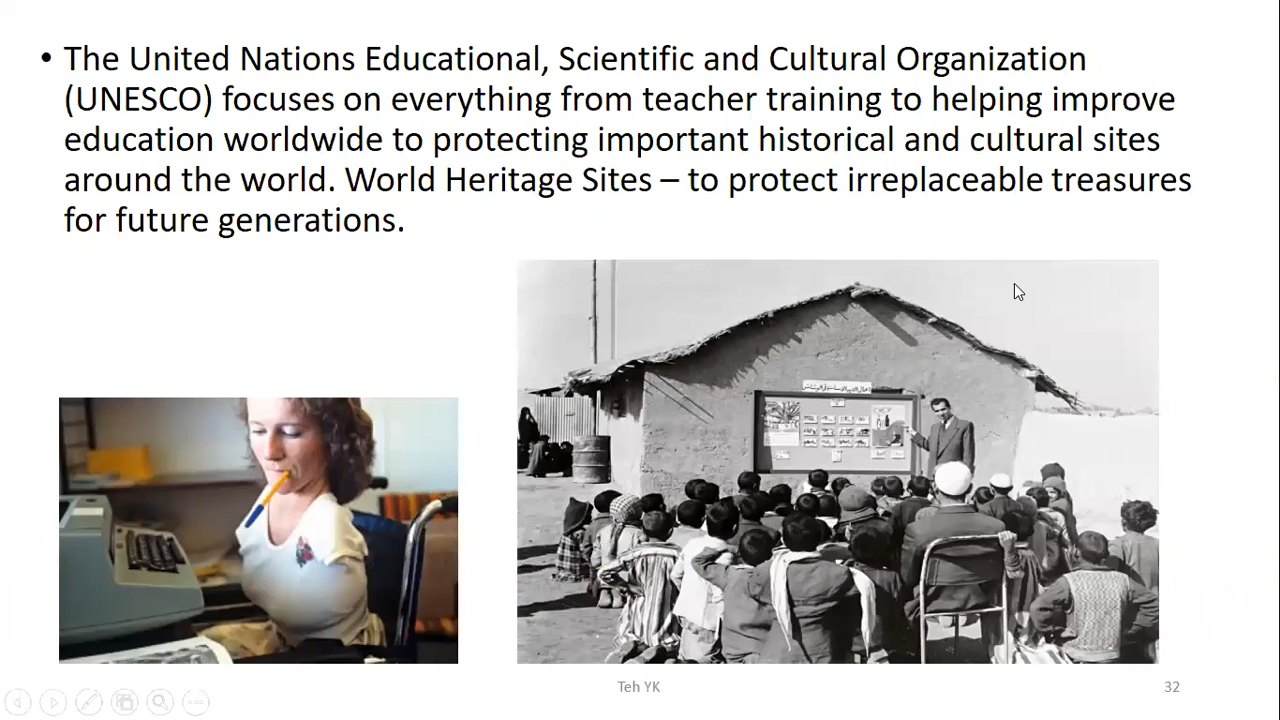 • The United Nations Educational, Scientific and Cultural Organization
(UNESCO) focuses on everything from teacher training to helping improve
education worldwide to protecting important historical and cultural sites
around the world. World Heritage Sites – to protect irreplaceable treasures
for future generations.
Teh YK
32